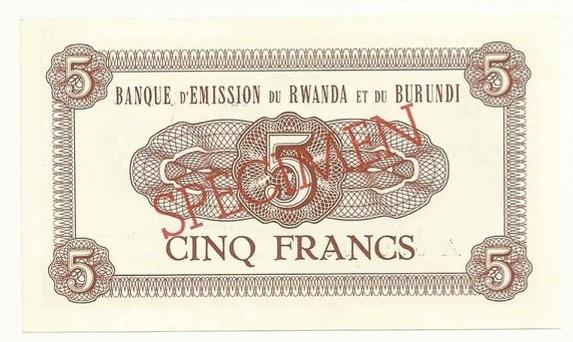 5 5
BANQUE D'EMISSION DU RWANDA ET DU BURUNDI
5
SPECIMEN
CINQ FRANCS
5 5